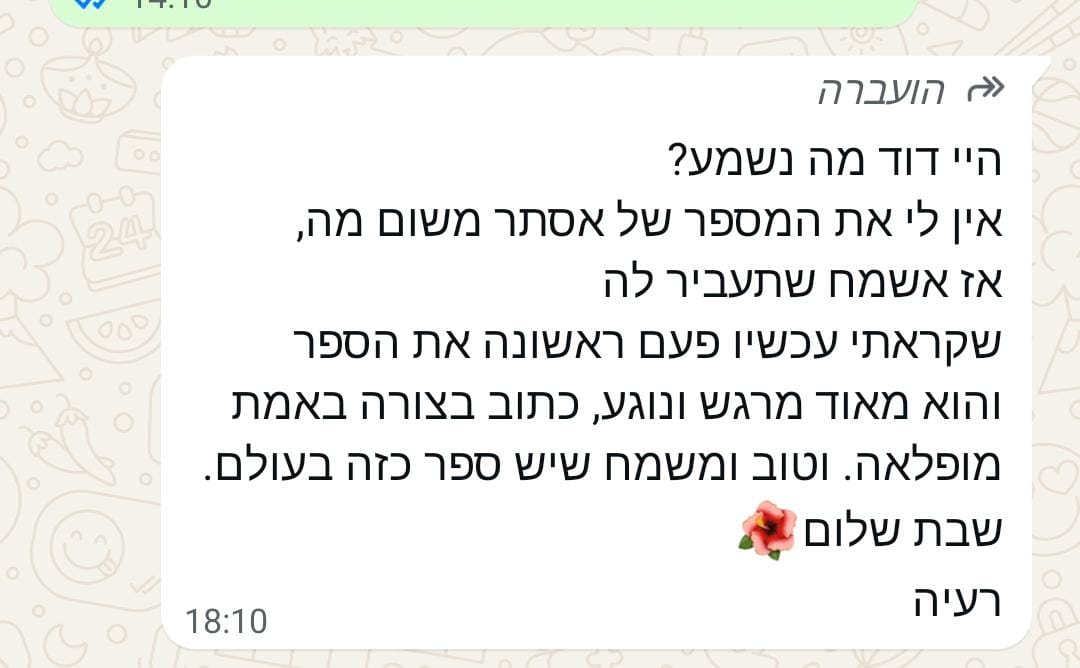 14:10
הועברה
היי דוד מה נשמע?
אין לי את המספר של אסתר משום מה,
אז אשמח שתעביר לה
שקראתי עכשיו פעם ראשונה את הספר
והוא מאוד מרגש ונוגע, כתוב בצורה באמת
מופלאה. וטוב ומשמח שיש ספר כזה בעולם.
שבת שלום🌺
רעיה
18:10